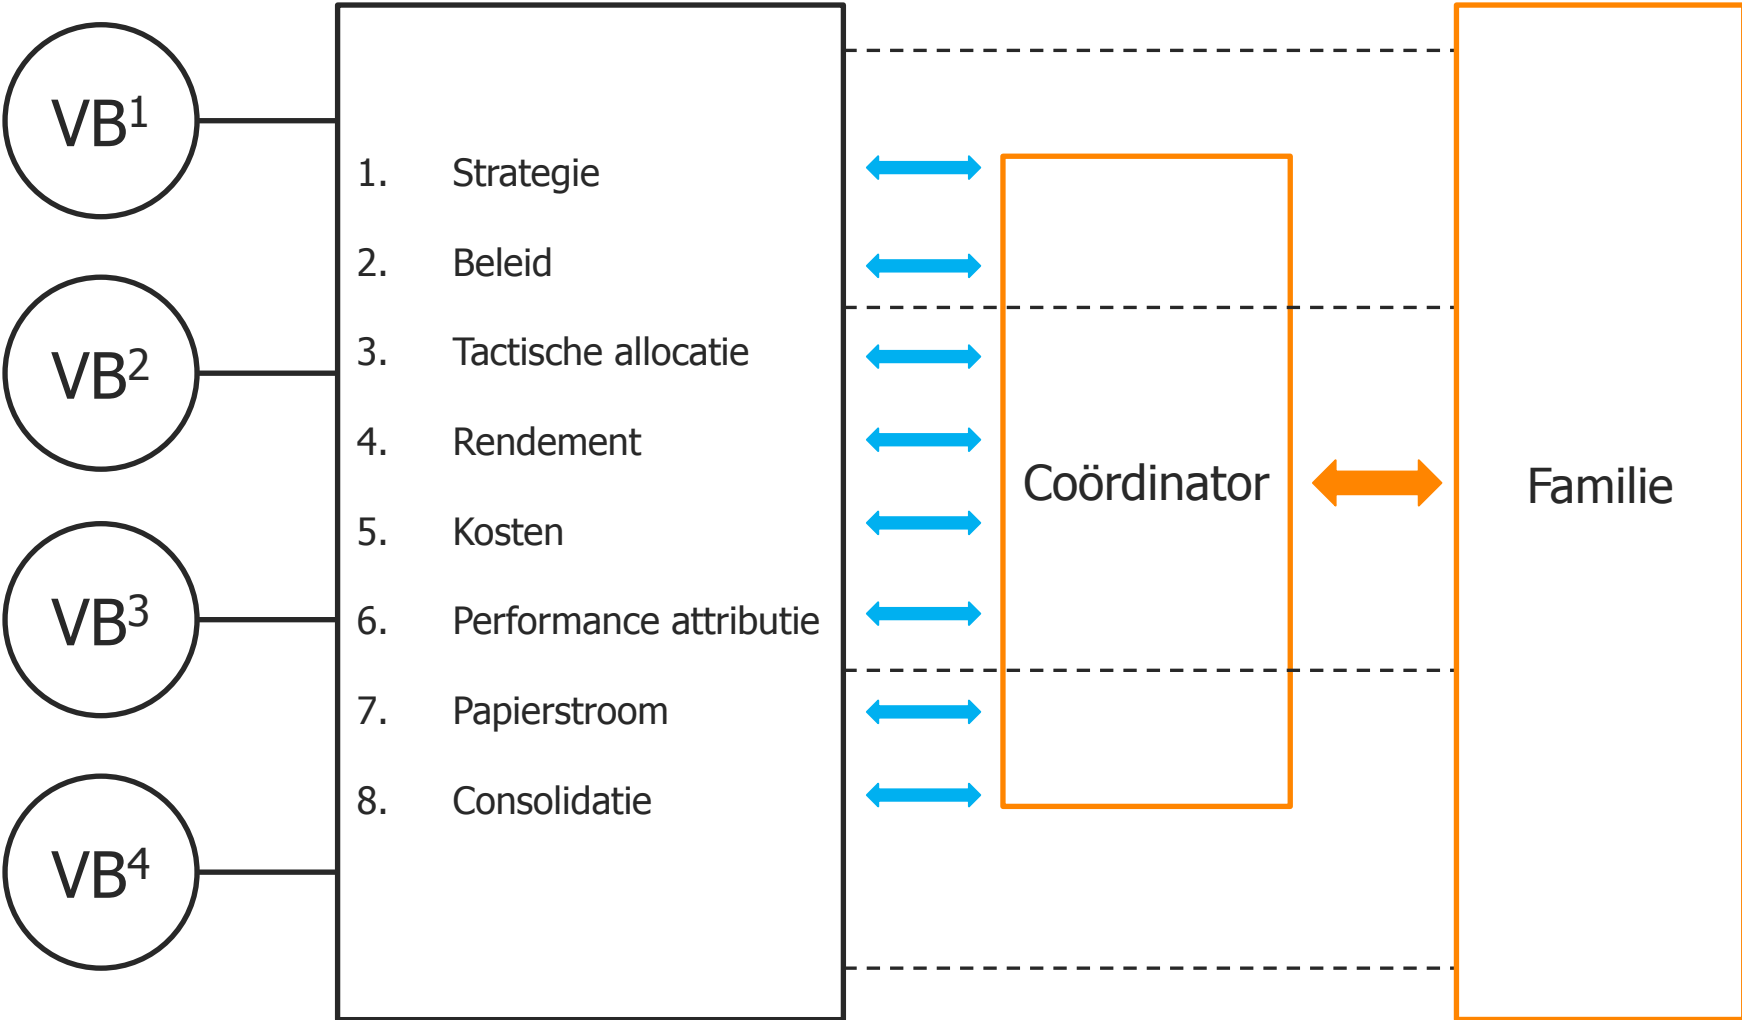 VB¹
VB²
VB³
VB⁴
1. Strategie
2. Beleid
3. Tactische allocatie
4. Rendement
5. Kosten
6. Performance attributie
7. Papierstroom
8. Consolidatie
Coördinator
Familie